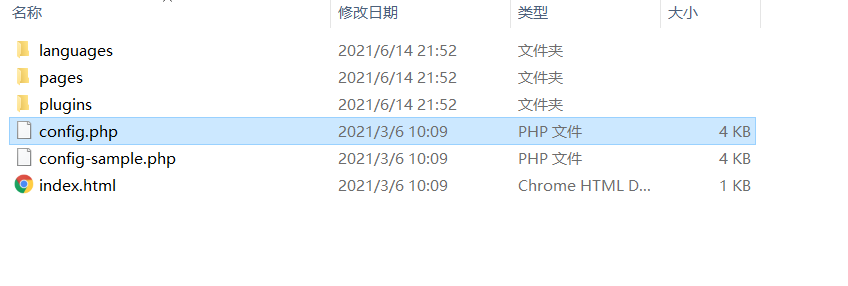 名称 修改日期 类型 大小
languages 2021/6/14 21:52 文件夹
pages 2021/6/14 21:52 文件夹
plugins 2021/6/14 21:52 文件夹
config.php 2021/3/6 10:09 PHP 文件 4 KB
config-sample.php 2021/3/6 10:09 PHP 文件 4 KB
index.html 2021/3/6 10:09 Chrome HTML D... 1 KB